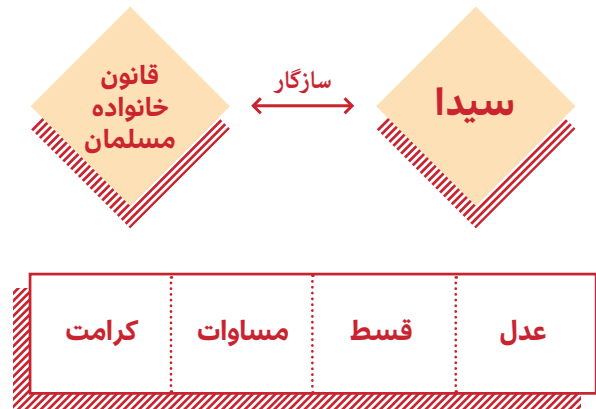 سیدا
سازگار
قانون
خانواده
مسلمان
عدل
قسط
مساوات
کرامت